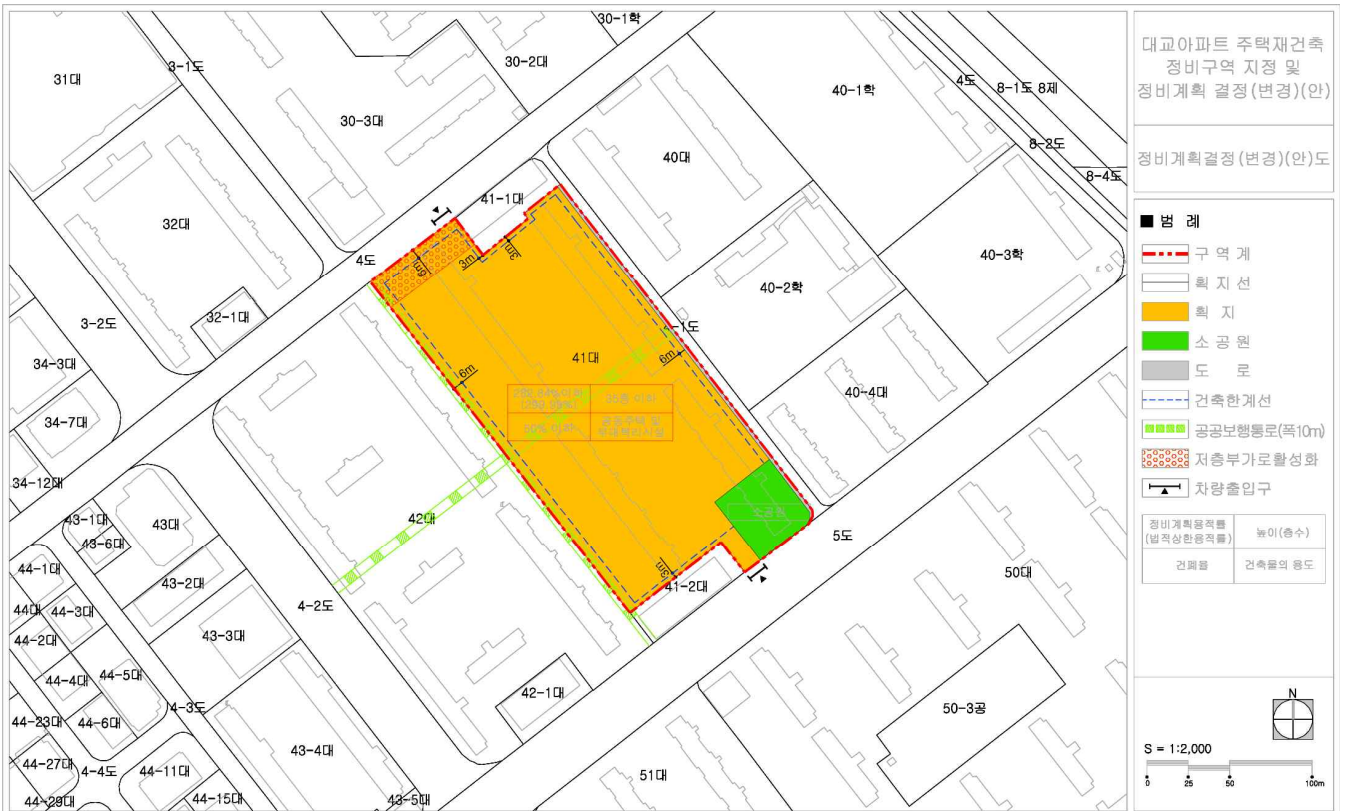 대교아파트 주택재건축
정비구역 지정 및
정비계획 결정(변경)(안)
정비계획결정(변경)(안)도
■ 범 례
구 역 계
획 지 선
획 지
소 공 원
도 로
건축한계선
공공보행통로(폭10m)
저층부가로활성화
차량출입구
정비계획용적률
(법적상한용적률)
높이(층수)
건폐율
건축물의 용도
N
S = 1:2,000
0 25 50 100m
30-1학
31대
3-1도
30-2대
30-3대
40-1학
4도
8-1도
8제
8-2도
8-4도
40대
41-1대
32대
4도
40-3학
40-2학
32-1대
3-2도
34-3대
34-7대
34-12대
6m
3m
3m
41대
-1도
6m
6m
35층 이하
공동주택 및
부대복리시설
40-4대
소공원
5도
3m
41-2대
42대
43-1대
43대
43-6대
44-1대
43-2대
44대
44-3대
44-2대
43-3대
4-2도
44-5대
44-4대
44-23대
44-6대
4-3도
42-1대
50대
50-3공
43-4대
44-27대
4-4도
44-11대
51대
44-29대
44-15대
43-5대